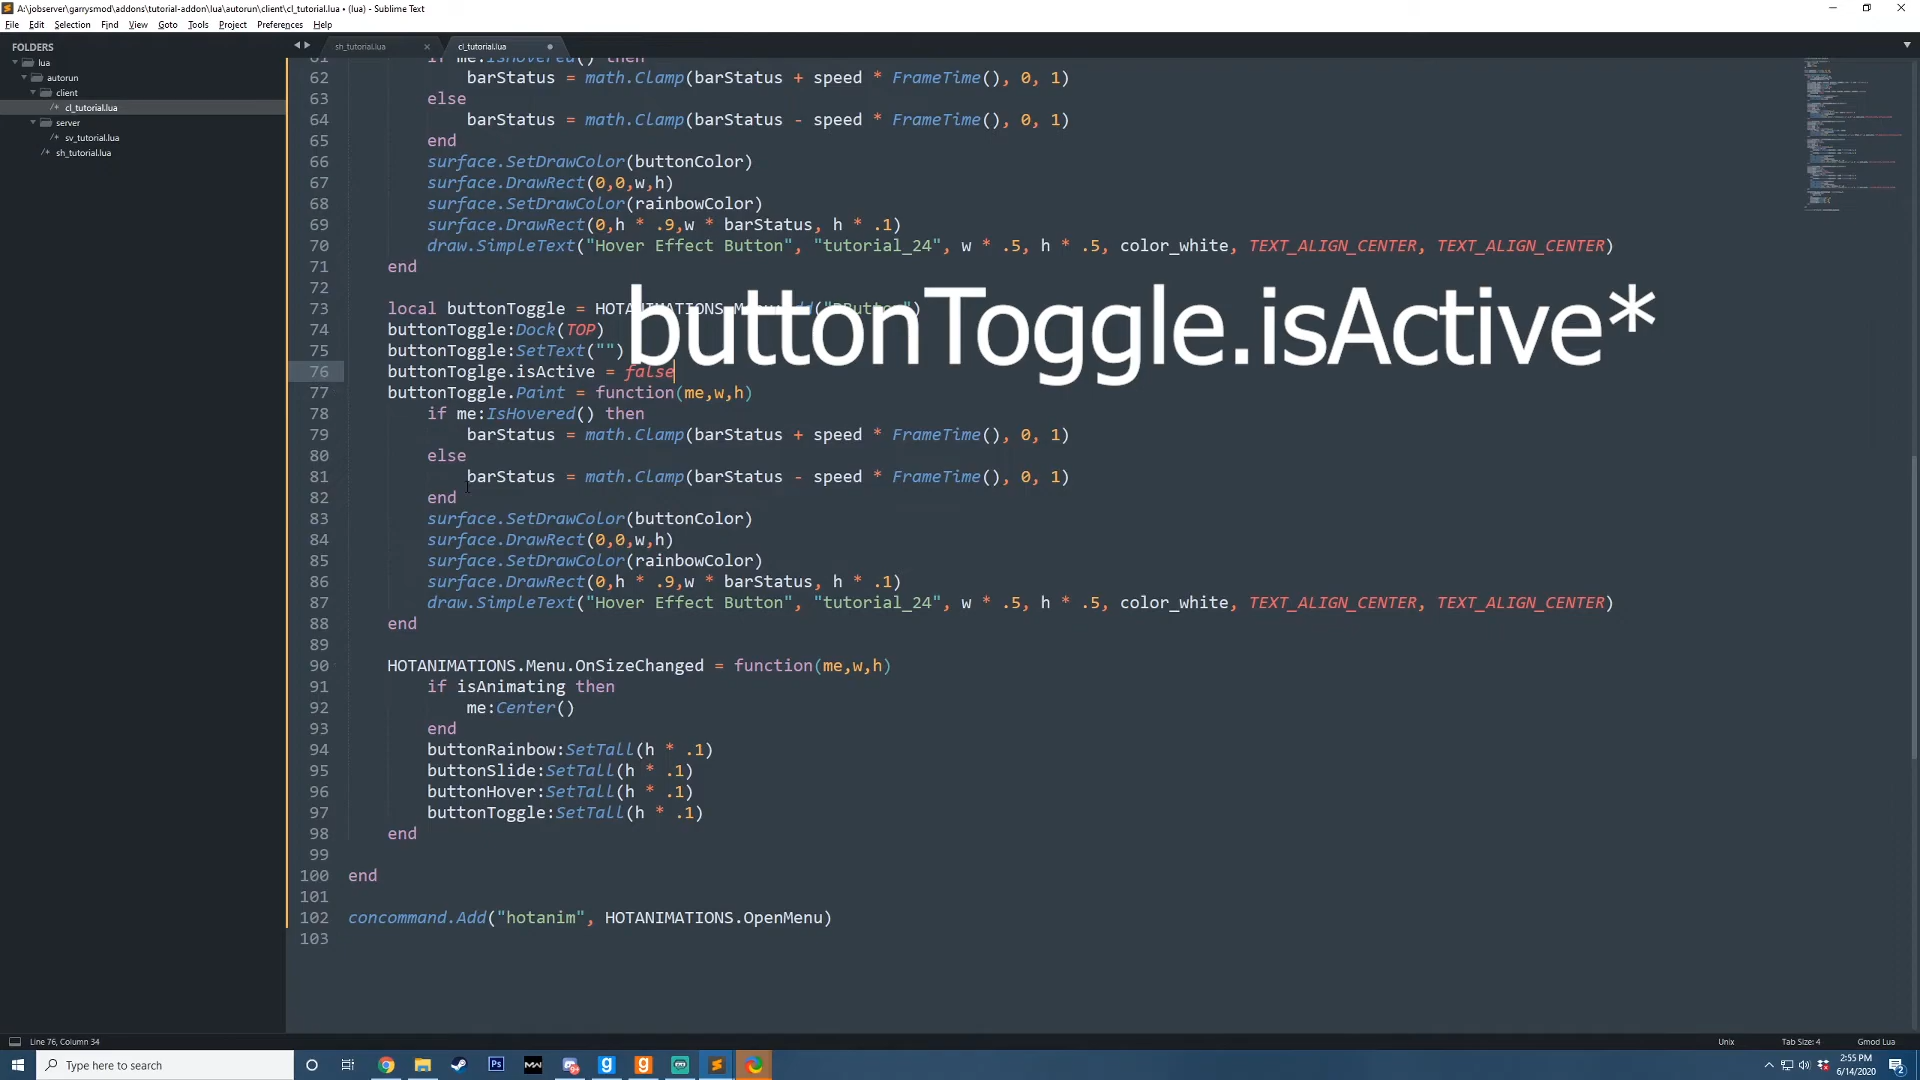 A:\jobserver\garrysmod\addons\tutorial-addon\lua\autorun\client\cl_tutorial.lua • (lua) - Sublime Text
File Edit Selection Find View Goto Tools Project Preferences Help
FOLDERS
lua
autorun
client
/* cl_tutorial.lua
server
/* sv_tutorial.lua
/* sh_tutorial.lua
sh_tutorial.lua
cl_tutorial.lua
61 if me:IsHovered() then
62 barStatus = math.Clamp(barStatus + speed * FrameTime(), 0, 1)
63 else
64 barStatus = math.Clamp(barStatus - speed * FrameTime(), 0, 1)
65 end
66 surface.SetDrawColor(buttonColor)
67 surface.DrawRect(0,0,w,h)
68 surface.SetDrawColor(rainbowColor)
69 surface.DrawRect(0,h * .9,w * barStatus, h * .1)
70 draw.SimpleText("Hover Effect Button", "tutorial_24", w * .5, h * .5, color_white, TEXT_ALIGN_CENTER, TEXT_ALIGN_CENTER)
71 end
72
73 local buttonToggle = HOTANIMATIONS.Menu:Add("DButton")
74 buttonToggle:Dock(TOP)
75 buttonToggle:SetText("")
buttonToggle.isActive*
76 buttonToglge.isActive = false
77 buttonToggle.Paint = function(me,w,h)
78 if me:IsHovered() then
79 barStatus = math.Clamp(barStatus + speed * FrameTime(), 0, 1)
80 else
81 barStatus = math.Clamp(barStatus - speed * FrameTime(), 0, 1)
82 end
83 surface.SetDrawColor(buttonColor)
84 surface.DrawRect(0,0,w,h)
85 surface.SetDrawColor(rainbowColor)
86 surface.DrawRect(0,h * .9,w * barStatus, h * .1)
87 draw.SimpleText("Hover Effect Button", "tutorial_24", w * .5, h * .5, color_white, TEXT_ALIGN_CENTER, TEXT_ALIGN_CENTER)
88 end
89
90 HOTANIMATIONS.Menu.OnSizeChanged = function(me,w,h)
91 if isAnimating then
92 me:Center()
93 end
94 buttonRainbow:SetTall(h * .1)
95 buttonSlide:SetTall(h * .1)
96 buttonHover:SetTall(h * .1)
97 buttonToggle:SetTall(h * .1)
98 end
99
100 end
101
102 concommand.Add("hotanim", HOTANIMATIONS.OpenMenu)
103
Line 76, Column 34
Unix
Tab Size: 4
Gmod Lua
Type here to search
2:55 PM
6/14/2020